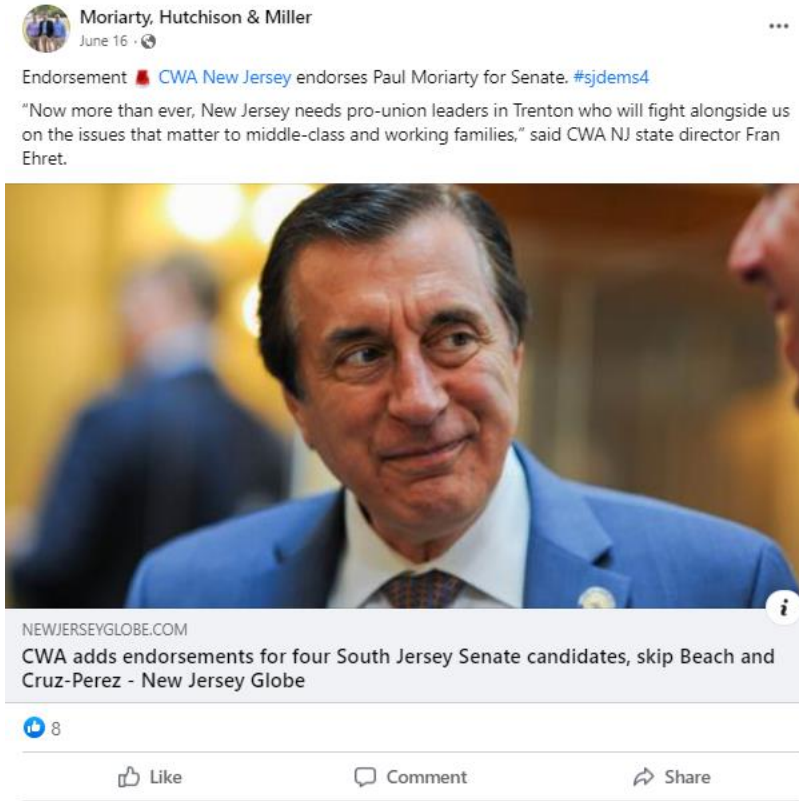 Moriarty, Hutchison & Miller
June 16 ·
Endorsement CWA New Jersey endorses Paul Moriarty for Senate. #sjdems4
“Now more than ever, New Jersey needs pro-union leaders in Trenton who will fight alongside us
on the issues that matter to middle-class and working families,” said CWA NJ state director Fran
Ehret.
NEWJERSEYGLOBE.COM
CWA adds endorsements for four South Jersey Senate candidates, skip Beach and
Cruz-Perez - New Jersey Globe
8
Like Comment Share